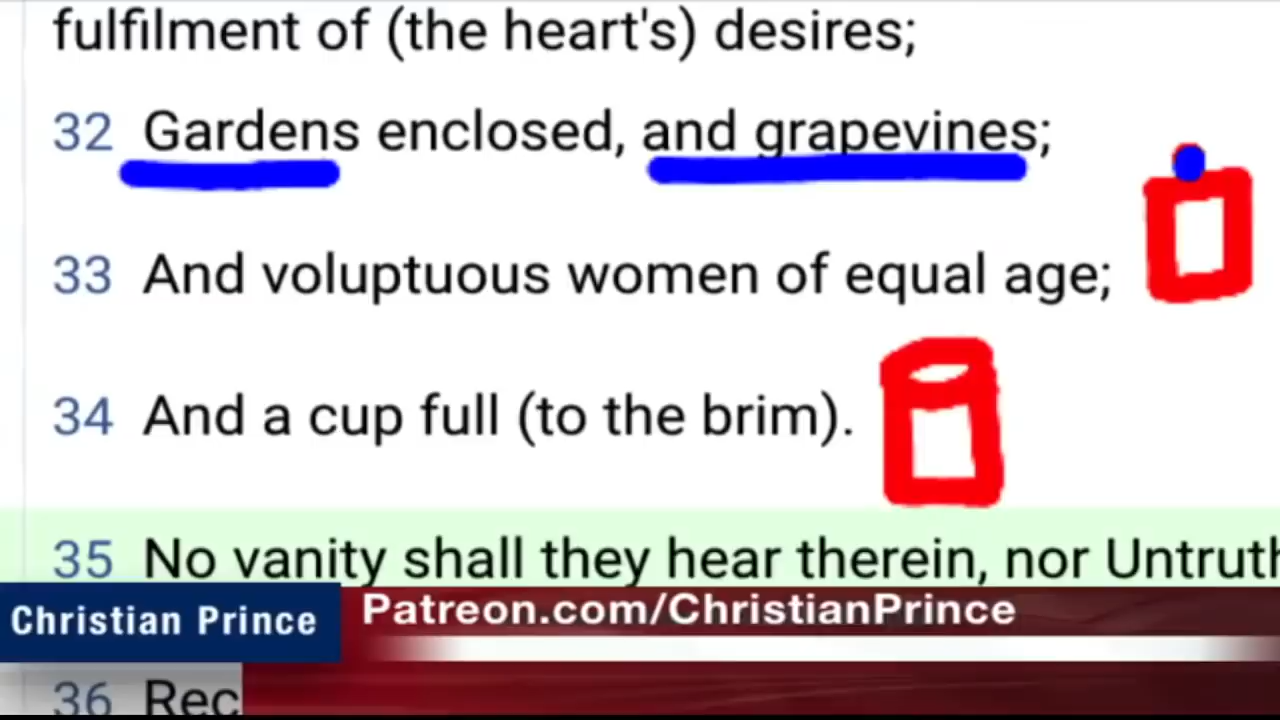 fulfilment of (the heart's) desires;
32 Gardens enclosed, and grapevines;
33 And voluptuous women of equal age;
34 And a cup full (to the brim).
35 No vanity shall they hear therein, nor Untruth
Christian Prince
Patreon.com/ChristianPrince
36 Rec